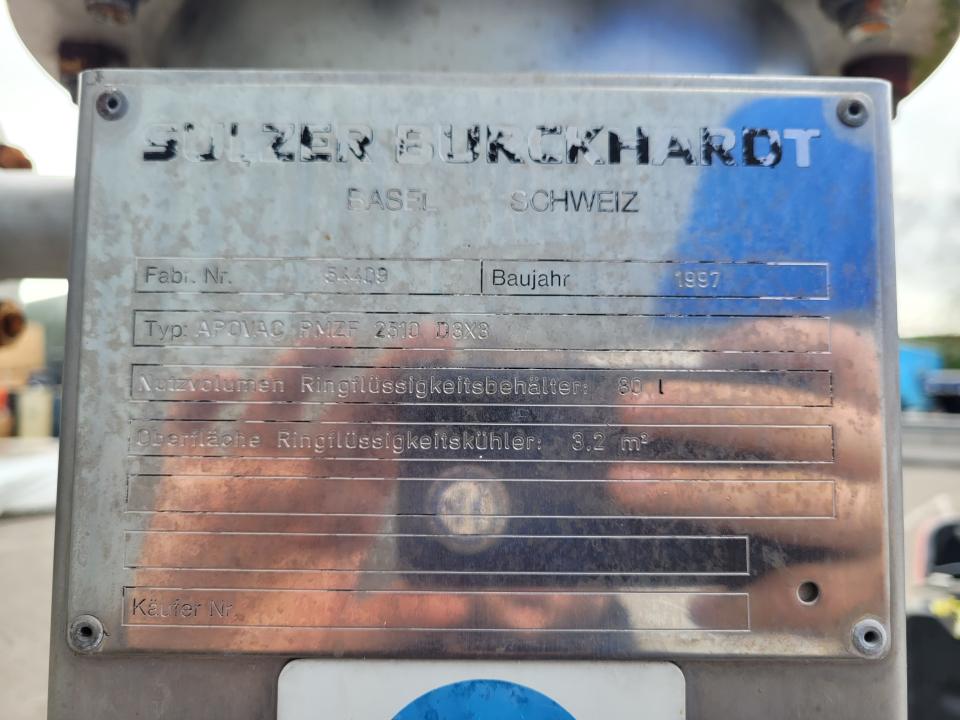 SULZER BURCKHARDT
BASEL SCHWEIZ
Fabr. Nr. 54409 Baujahr 1997
Typ: APOVAC PMZF 2510 D3X3
Nutzvolumen Ringflüssigkeitsbehälter: 80 l
Oberfläche Ringflüssigkeitskühler: 3.2 m²
Käufer Nr.